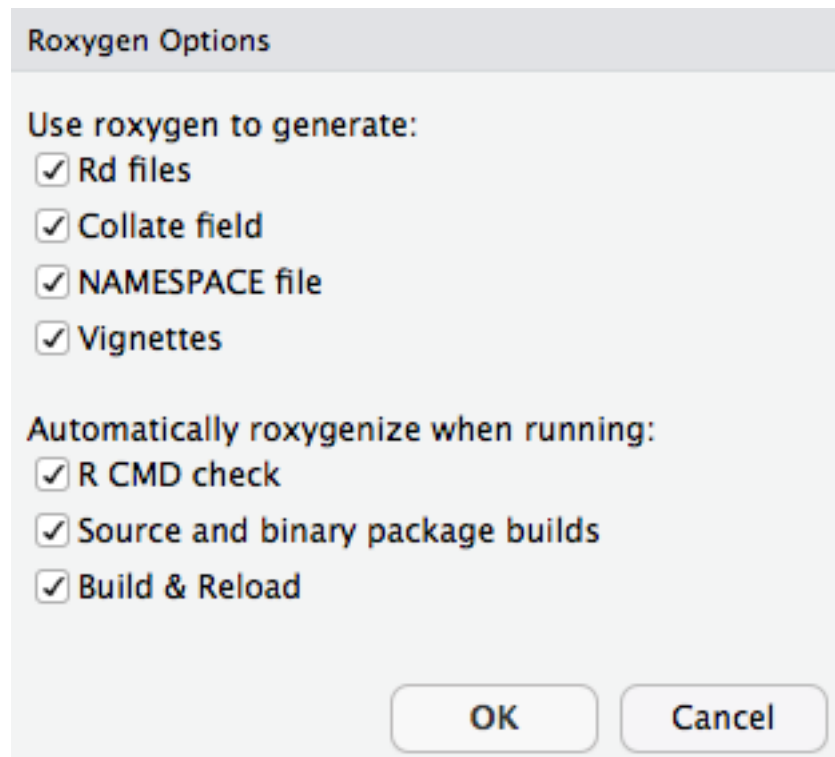 Roxygen Options
Use roxygen to generate:
Rd files
Collate field
NAMESPACE file
Vignettes
Automatically roxygenize when running:
R CMD check
Source and binary package builds
Build & Reload
OK Cancel